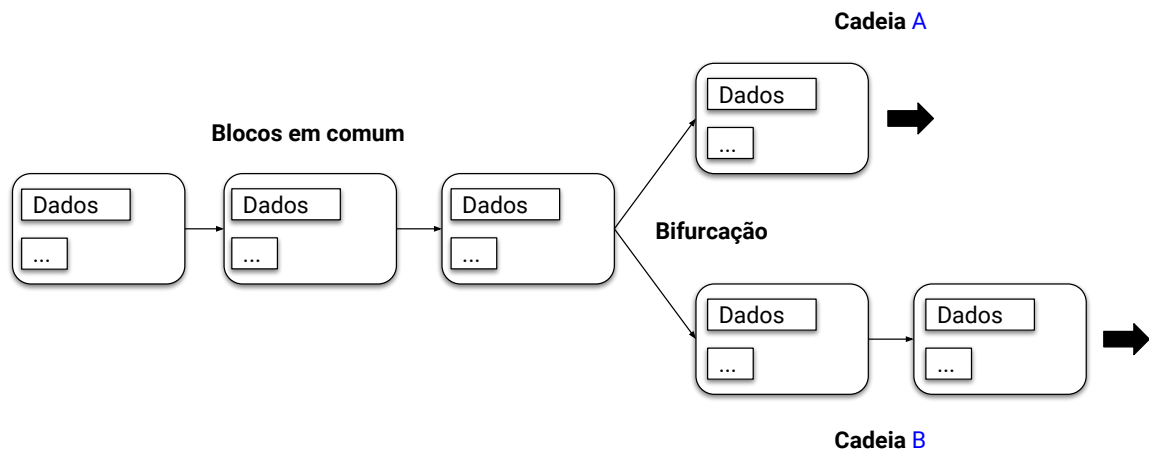 Cadeia A
Dados
...
Blocos em comum
Dados
...
Dados
...
Dados
...
Bifurcação
Dados
...
Dados
...
Cadeia B